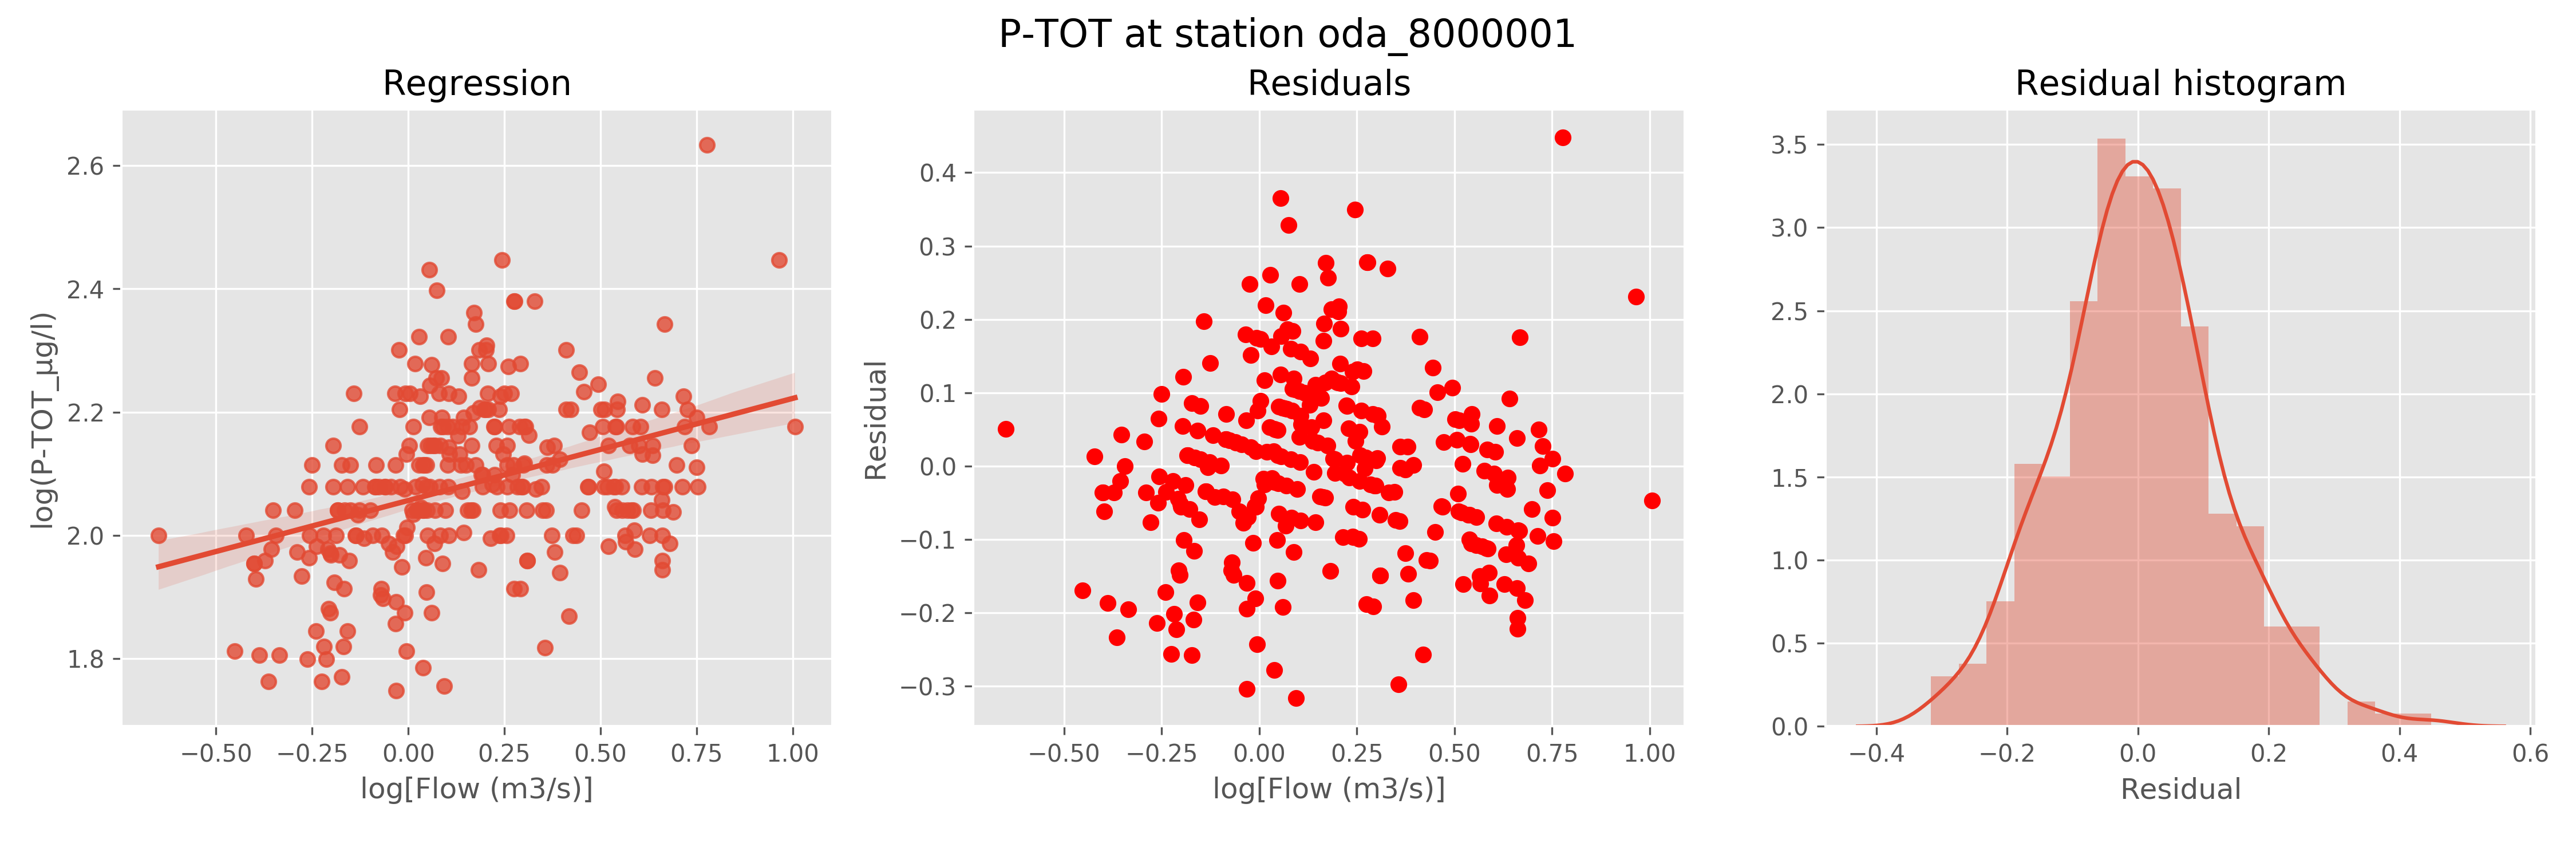 P-TOT at station oda_8000001
Regression
2.6
2.4
2.2
2.0
1.8
log(P-TOT_µg/l)
−0.50 −0.25 0.00 0.25 0.50 0.75 1.00
log[Flow (m3/s)]
Residuals
0.4
0.3
0.2
0.1
0.0
−0.1
−0.2
−0.3
Residual
−0.50 −0.25 0.00 0.25 0.50 0.75 1.00
log[Flow (m3/s)]
Residual histogram
3.5
3.0
2.5
2.0
1.5
1.0
0.5
0.0
−0.4 −0.2 0.0 0.2 0.4 0.6
Residual